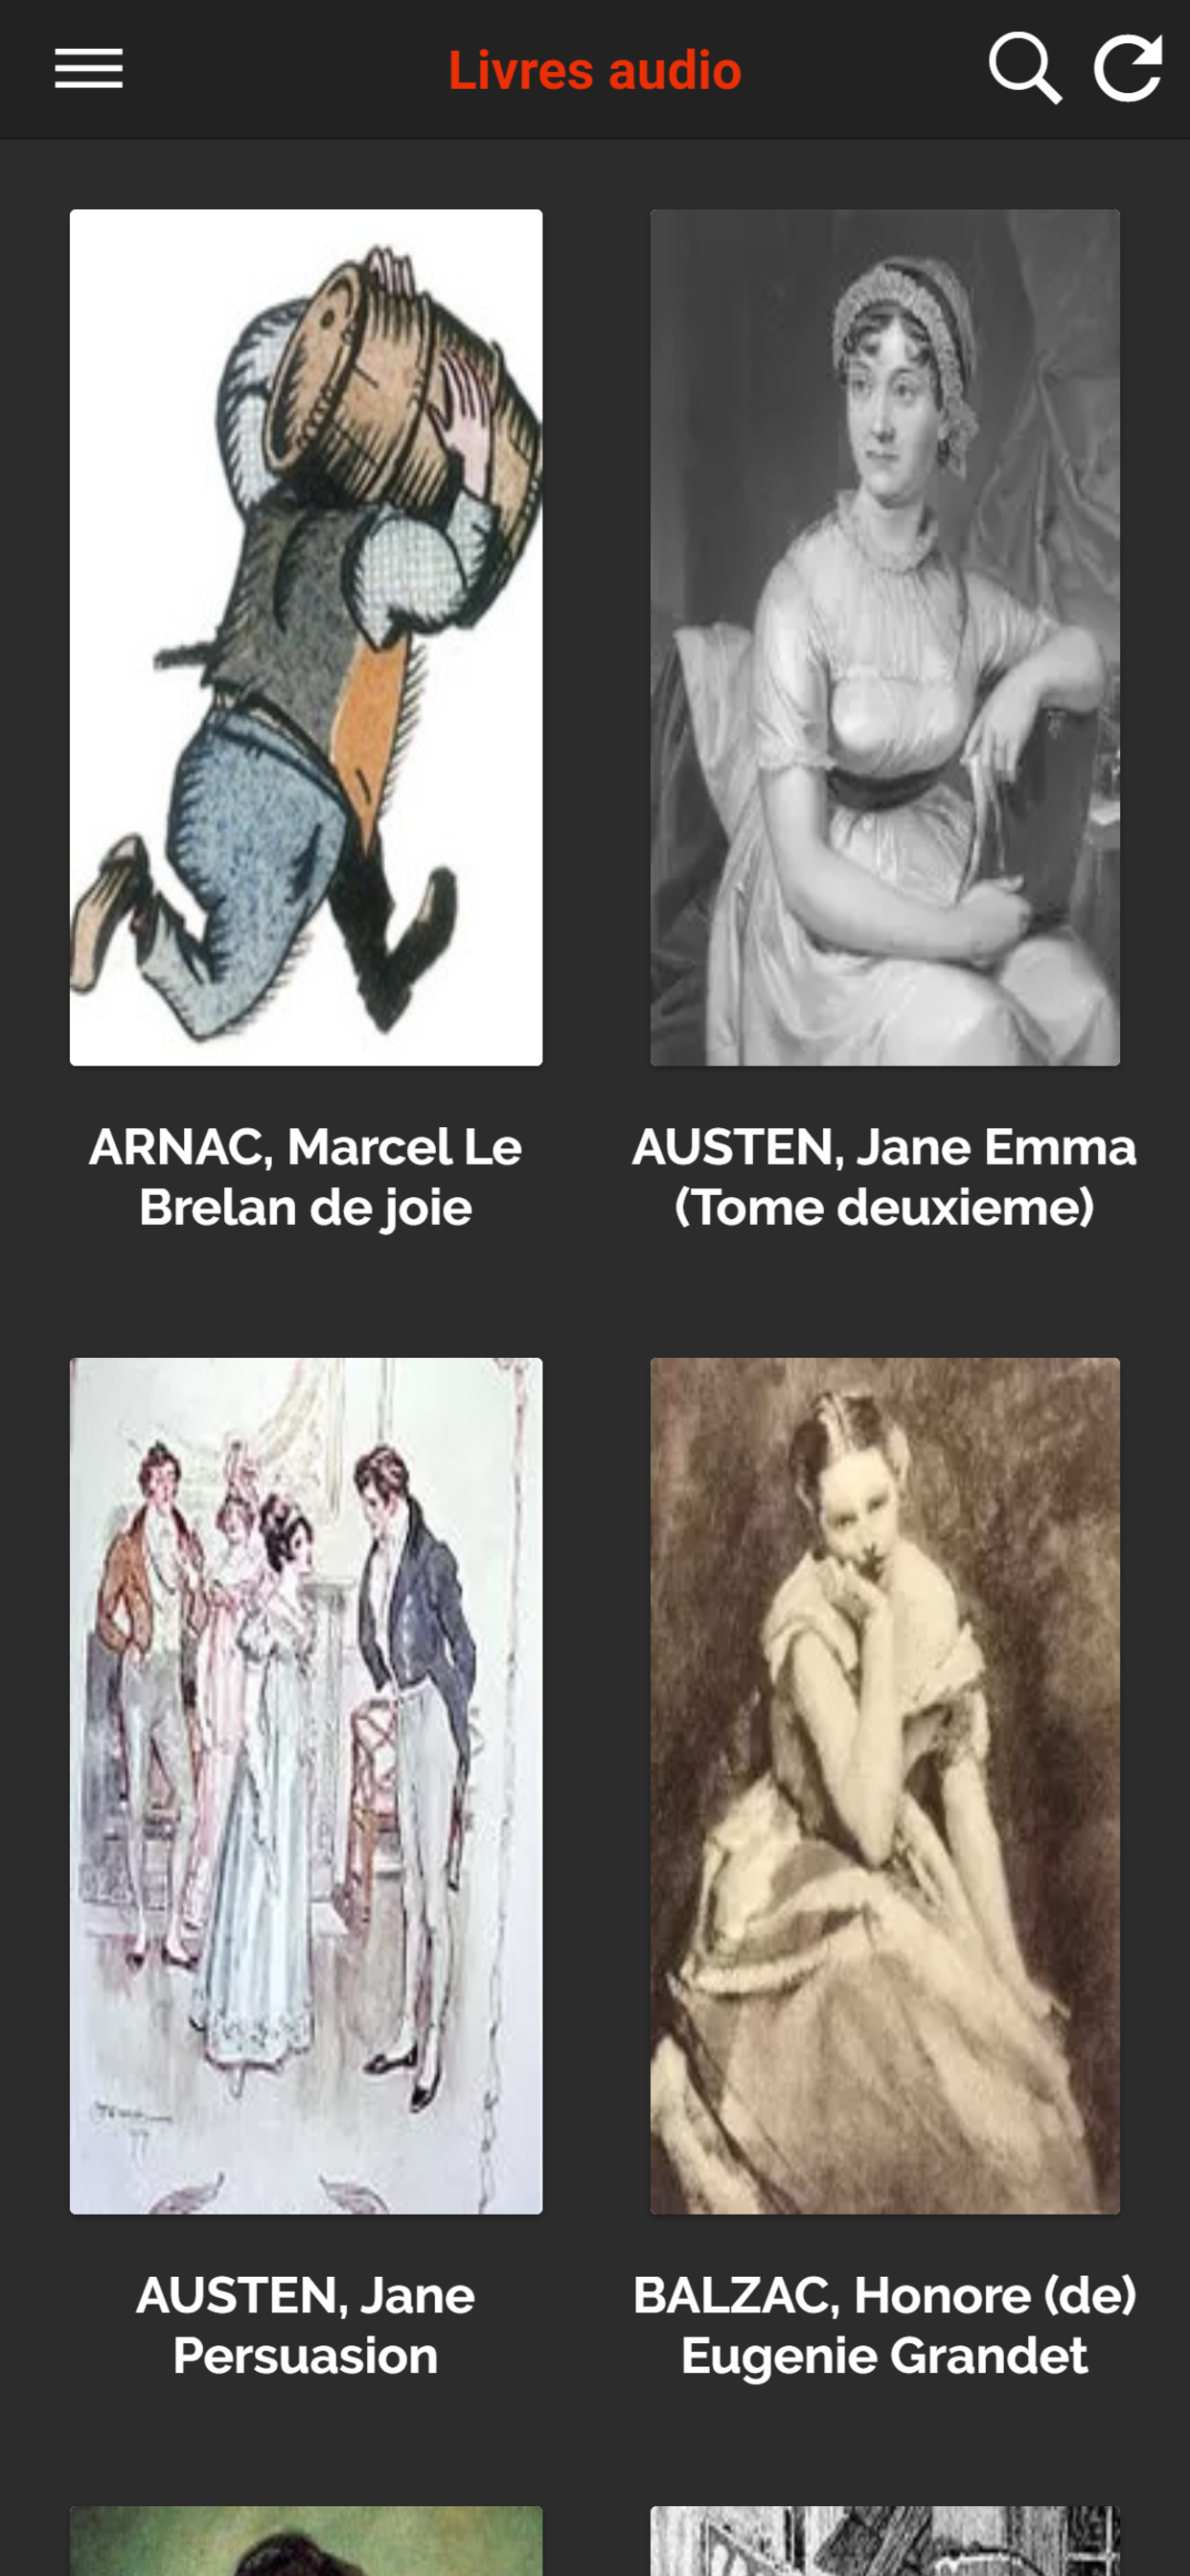 Livres audio
ARNAC, Marcel Le
Brelan de joie
AUSTEN, Jane Emma
(Tome deuxieme)
AUSTEN, Jane
Persuasion
BALZAC, Honore (de)
Eugenie Grandet